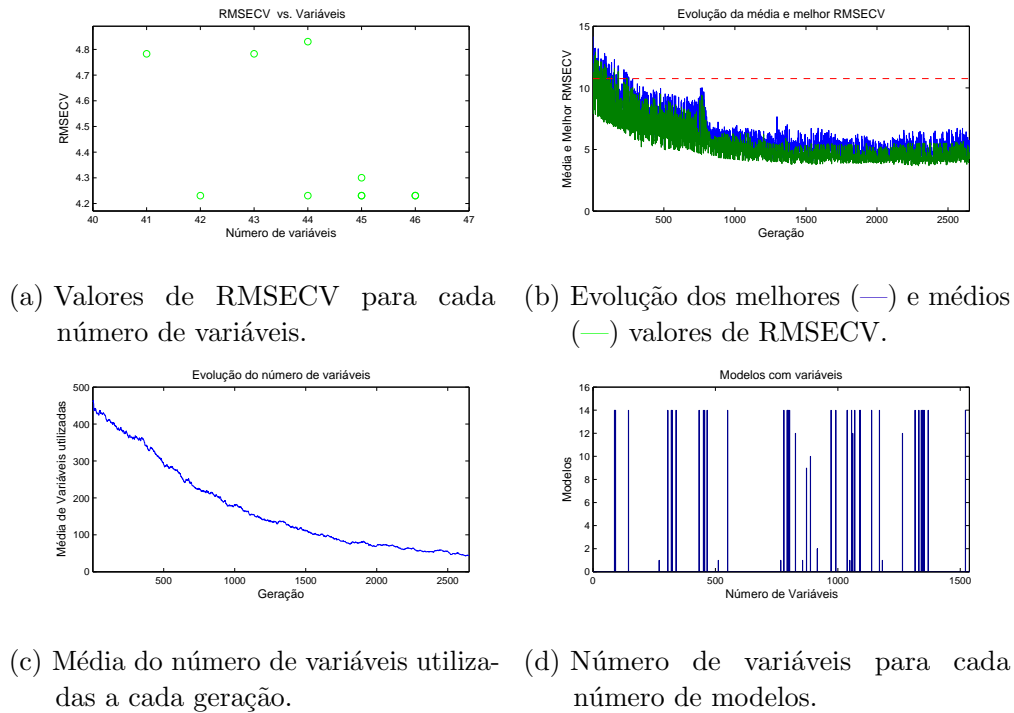 RMSECV vs. Variáveis
4.8
4.7
4.6
4.5
4.4
4.3
4.2
RMSECV
40 41 42 43 44 45 46 47
Número de variáveis
Evolução da média e melhor RMSECV
15
10
5
0
Média e Melhor RMSECV
500 1000 1500 2000 2500
Geração
(a) Valores de RMSECV para cada
número de variáveis.
(b) Evolução dos melhores (—) e médios
(—) valores de RMSECV.
Evolução do número de variáveis
500
400
300
200
100
0
Média de Variáveis utilizadas
500 1000 1500 2000 2500
Geração
Modelos com variáveis
16
14
12
10
8
6
4
2
0
Modelos
0 500 1000 1500
Número de Variáveis
(c) Média do número de variáveis utiliza-
das a cada geração.
(d) Número de variáveis para cada
número de modelos.